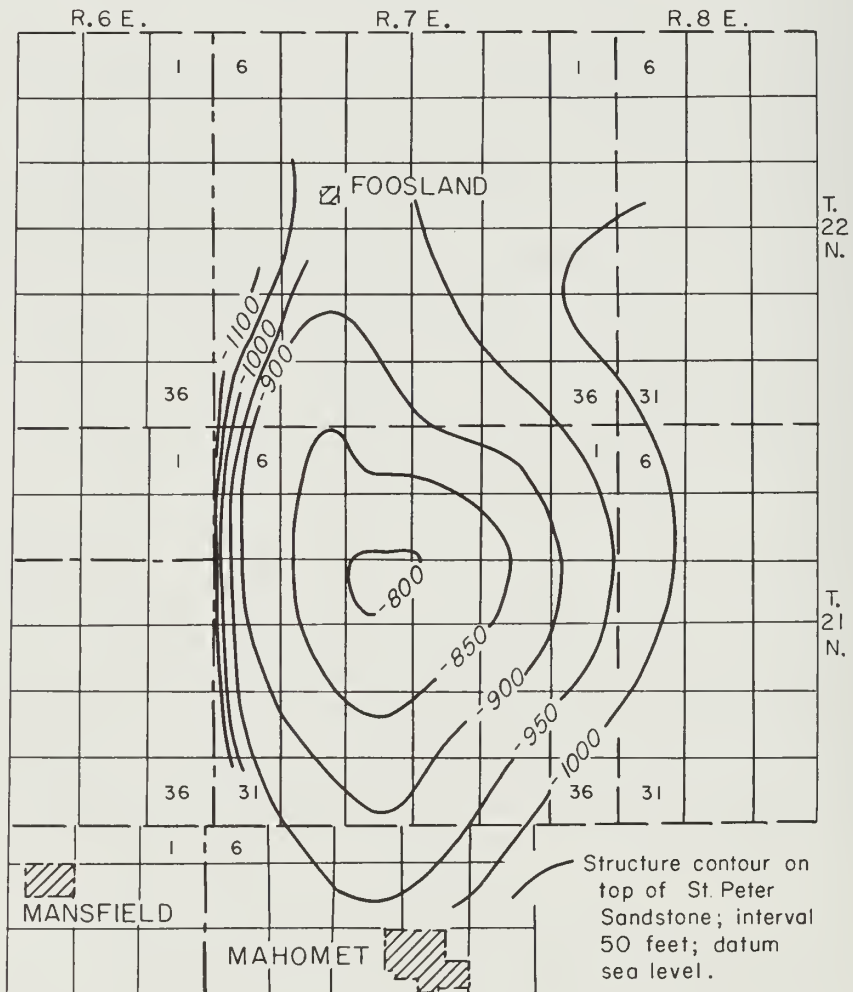 R.6 E. R.7 E. R.8 E.
1 6 1 6
FOOSLAND
T.
22
N.
-1100
-1000
-900
36 36 31
1 6 1 6
-800
T.
21
N.
-850
-900
-950
-1000
36 31 36 31
1 6
Structure contour on
top of St. Peter
Sandstone; interval
50 feet; datum
sea level.
MANSFIELD
MAHOMET